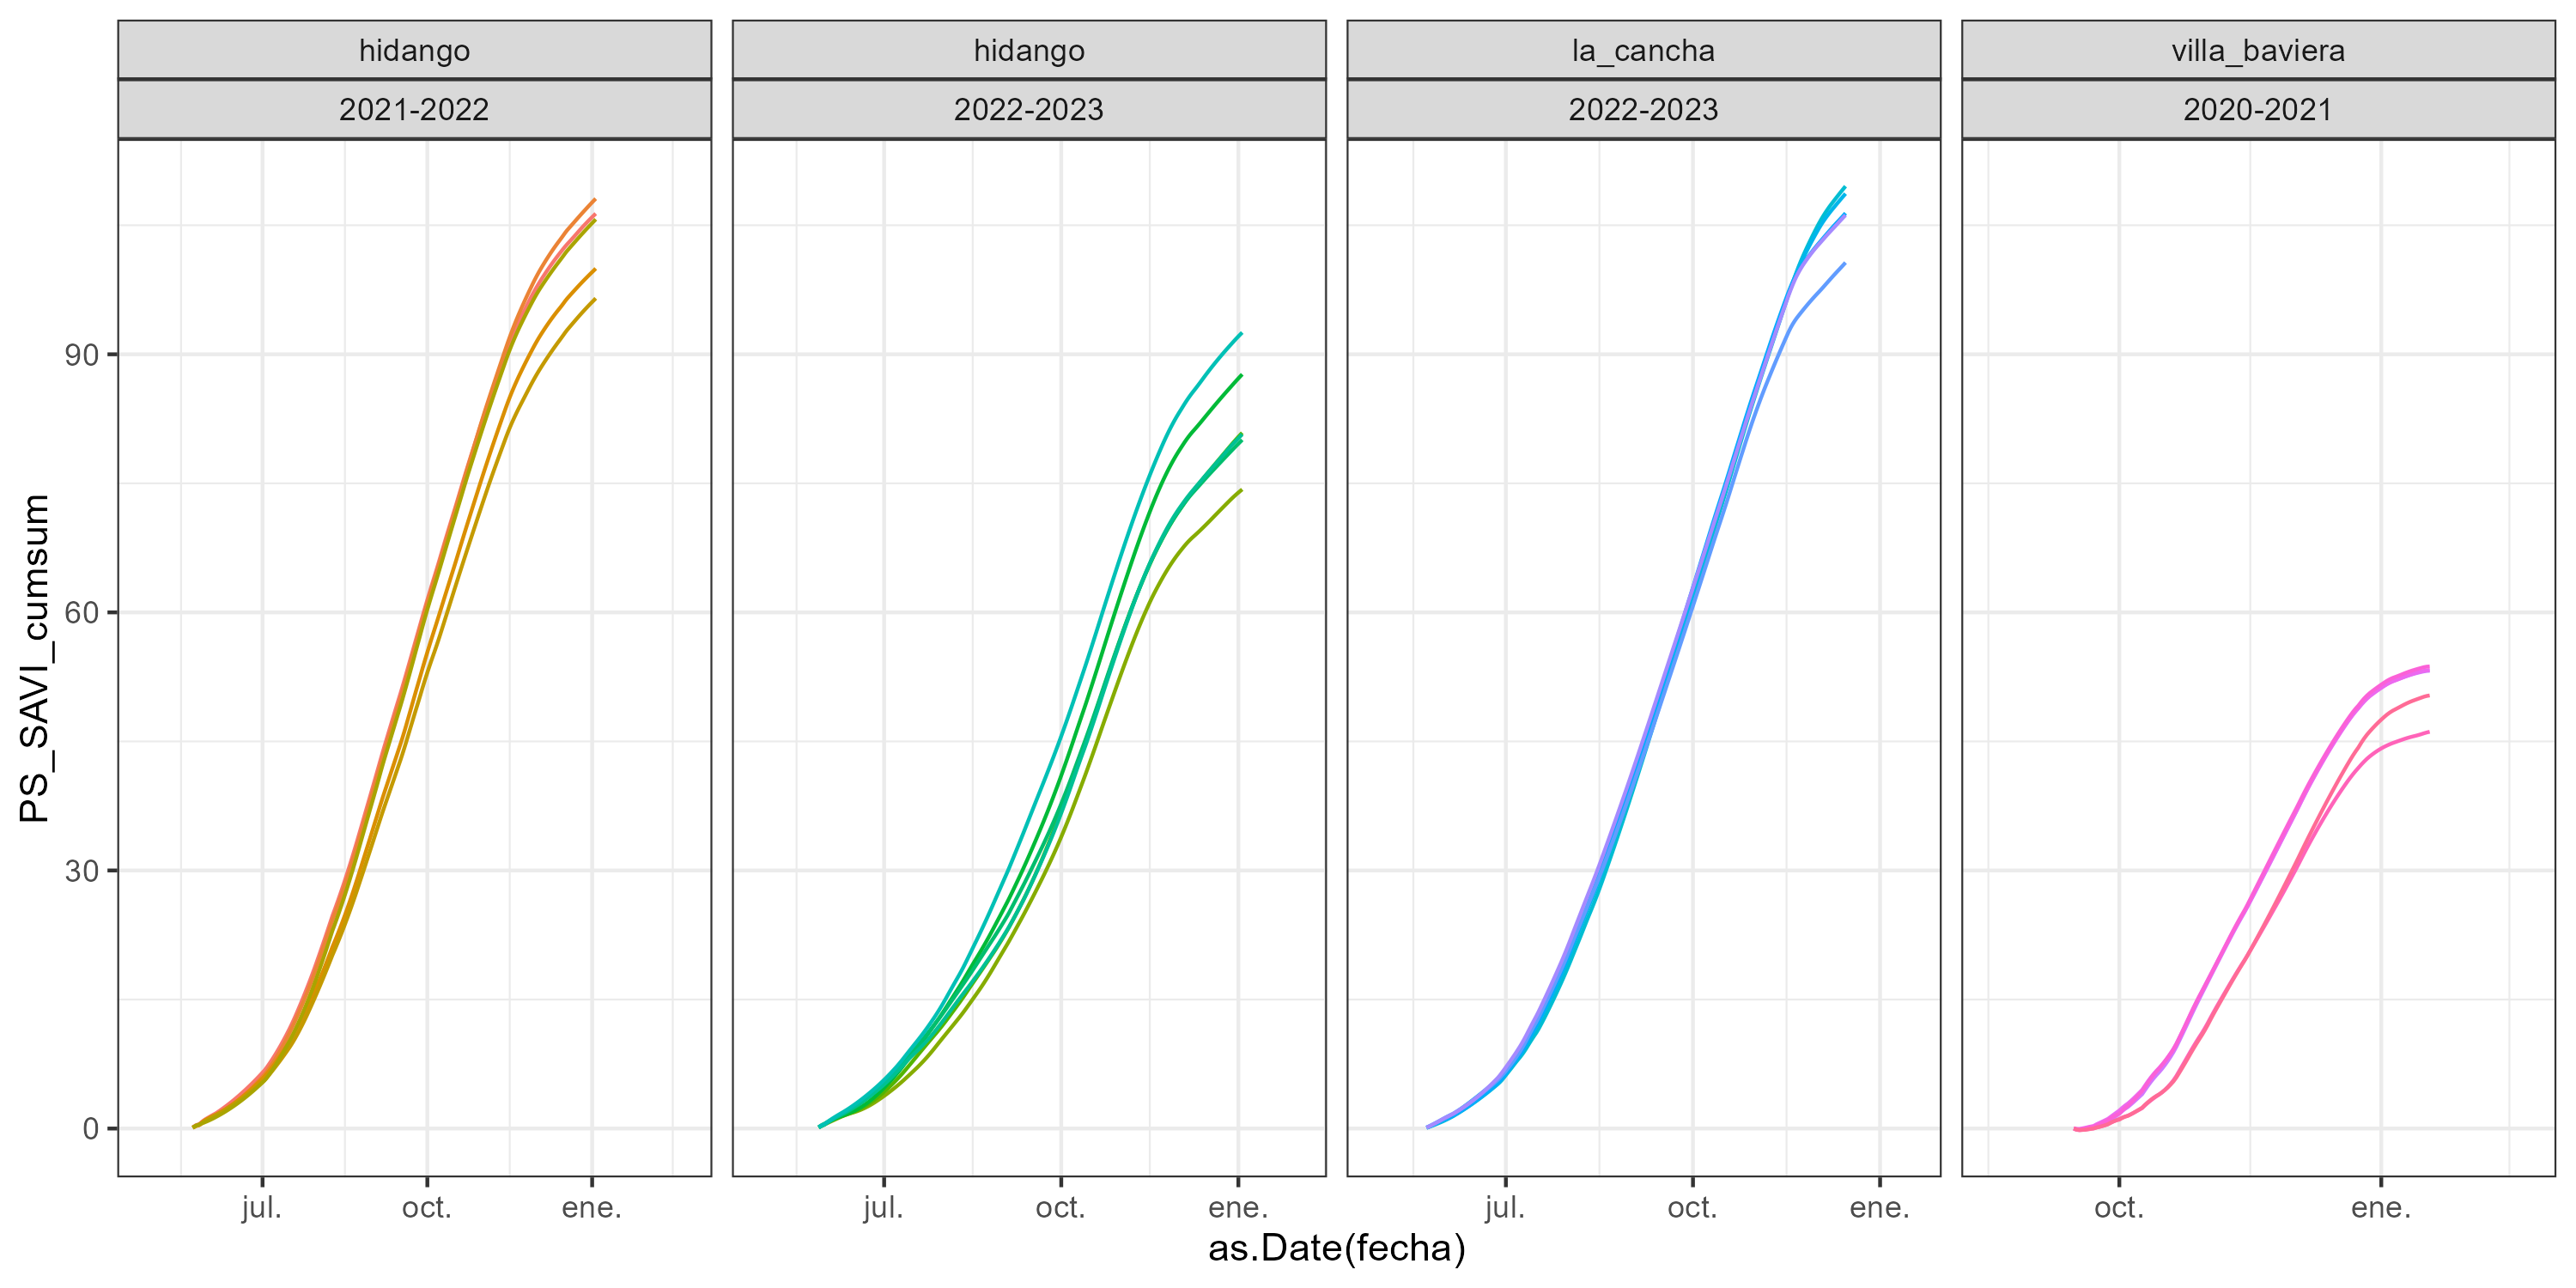 hidango hidango la_cancha villa_baviera
2021-2022 2022-2023 2022-2023 2020-2021
PS_SAVI_cumsum
90
60
30
0
jul. oct. ene. jul. oct. ene. jul. oct. ene. oct. ene.
as.Date(fecha)